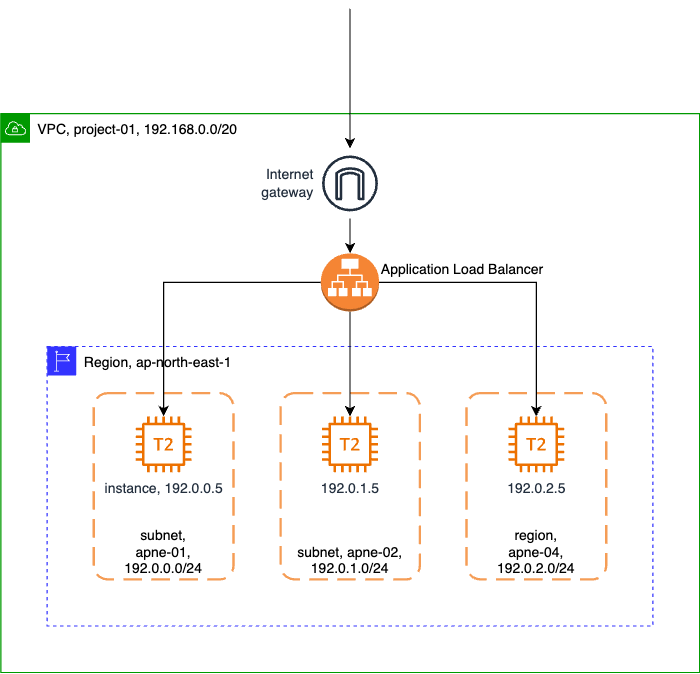 VPC, project-01, 192.168.0.0/20
Internet
gateway
Application Load Balancer
Region, ap-north-east-1
T2
T2
T2
instance, 192.0.0.5
192.0.1.5
192.0.2.5
subnet,
apne-01,
192.0.0.0/24
subnet, apne-02,
192.0.1.0/24
region,
apne-04,
192.0.2.0/24